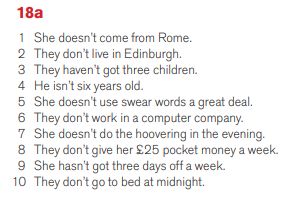 18a
1 She doesn't come from Rome.
2 They don't live in Edinburgh.
3 They haven't got three children.
4 He isn't six years old.
5 She doesn't use swear words a great deal.
6 They don't work in a computer company.
7 She doesn't do the hoovering in the evening.
8 They don't give her £25 pocket money a week.
9 She hasn't got three days off a week.
10 They don't go to bed at midnight.